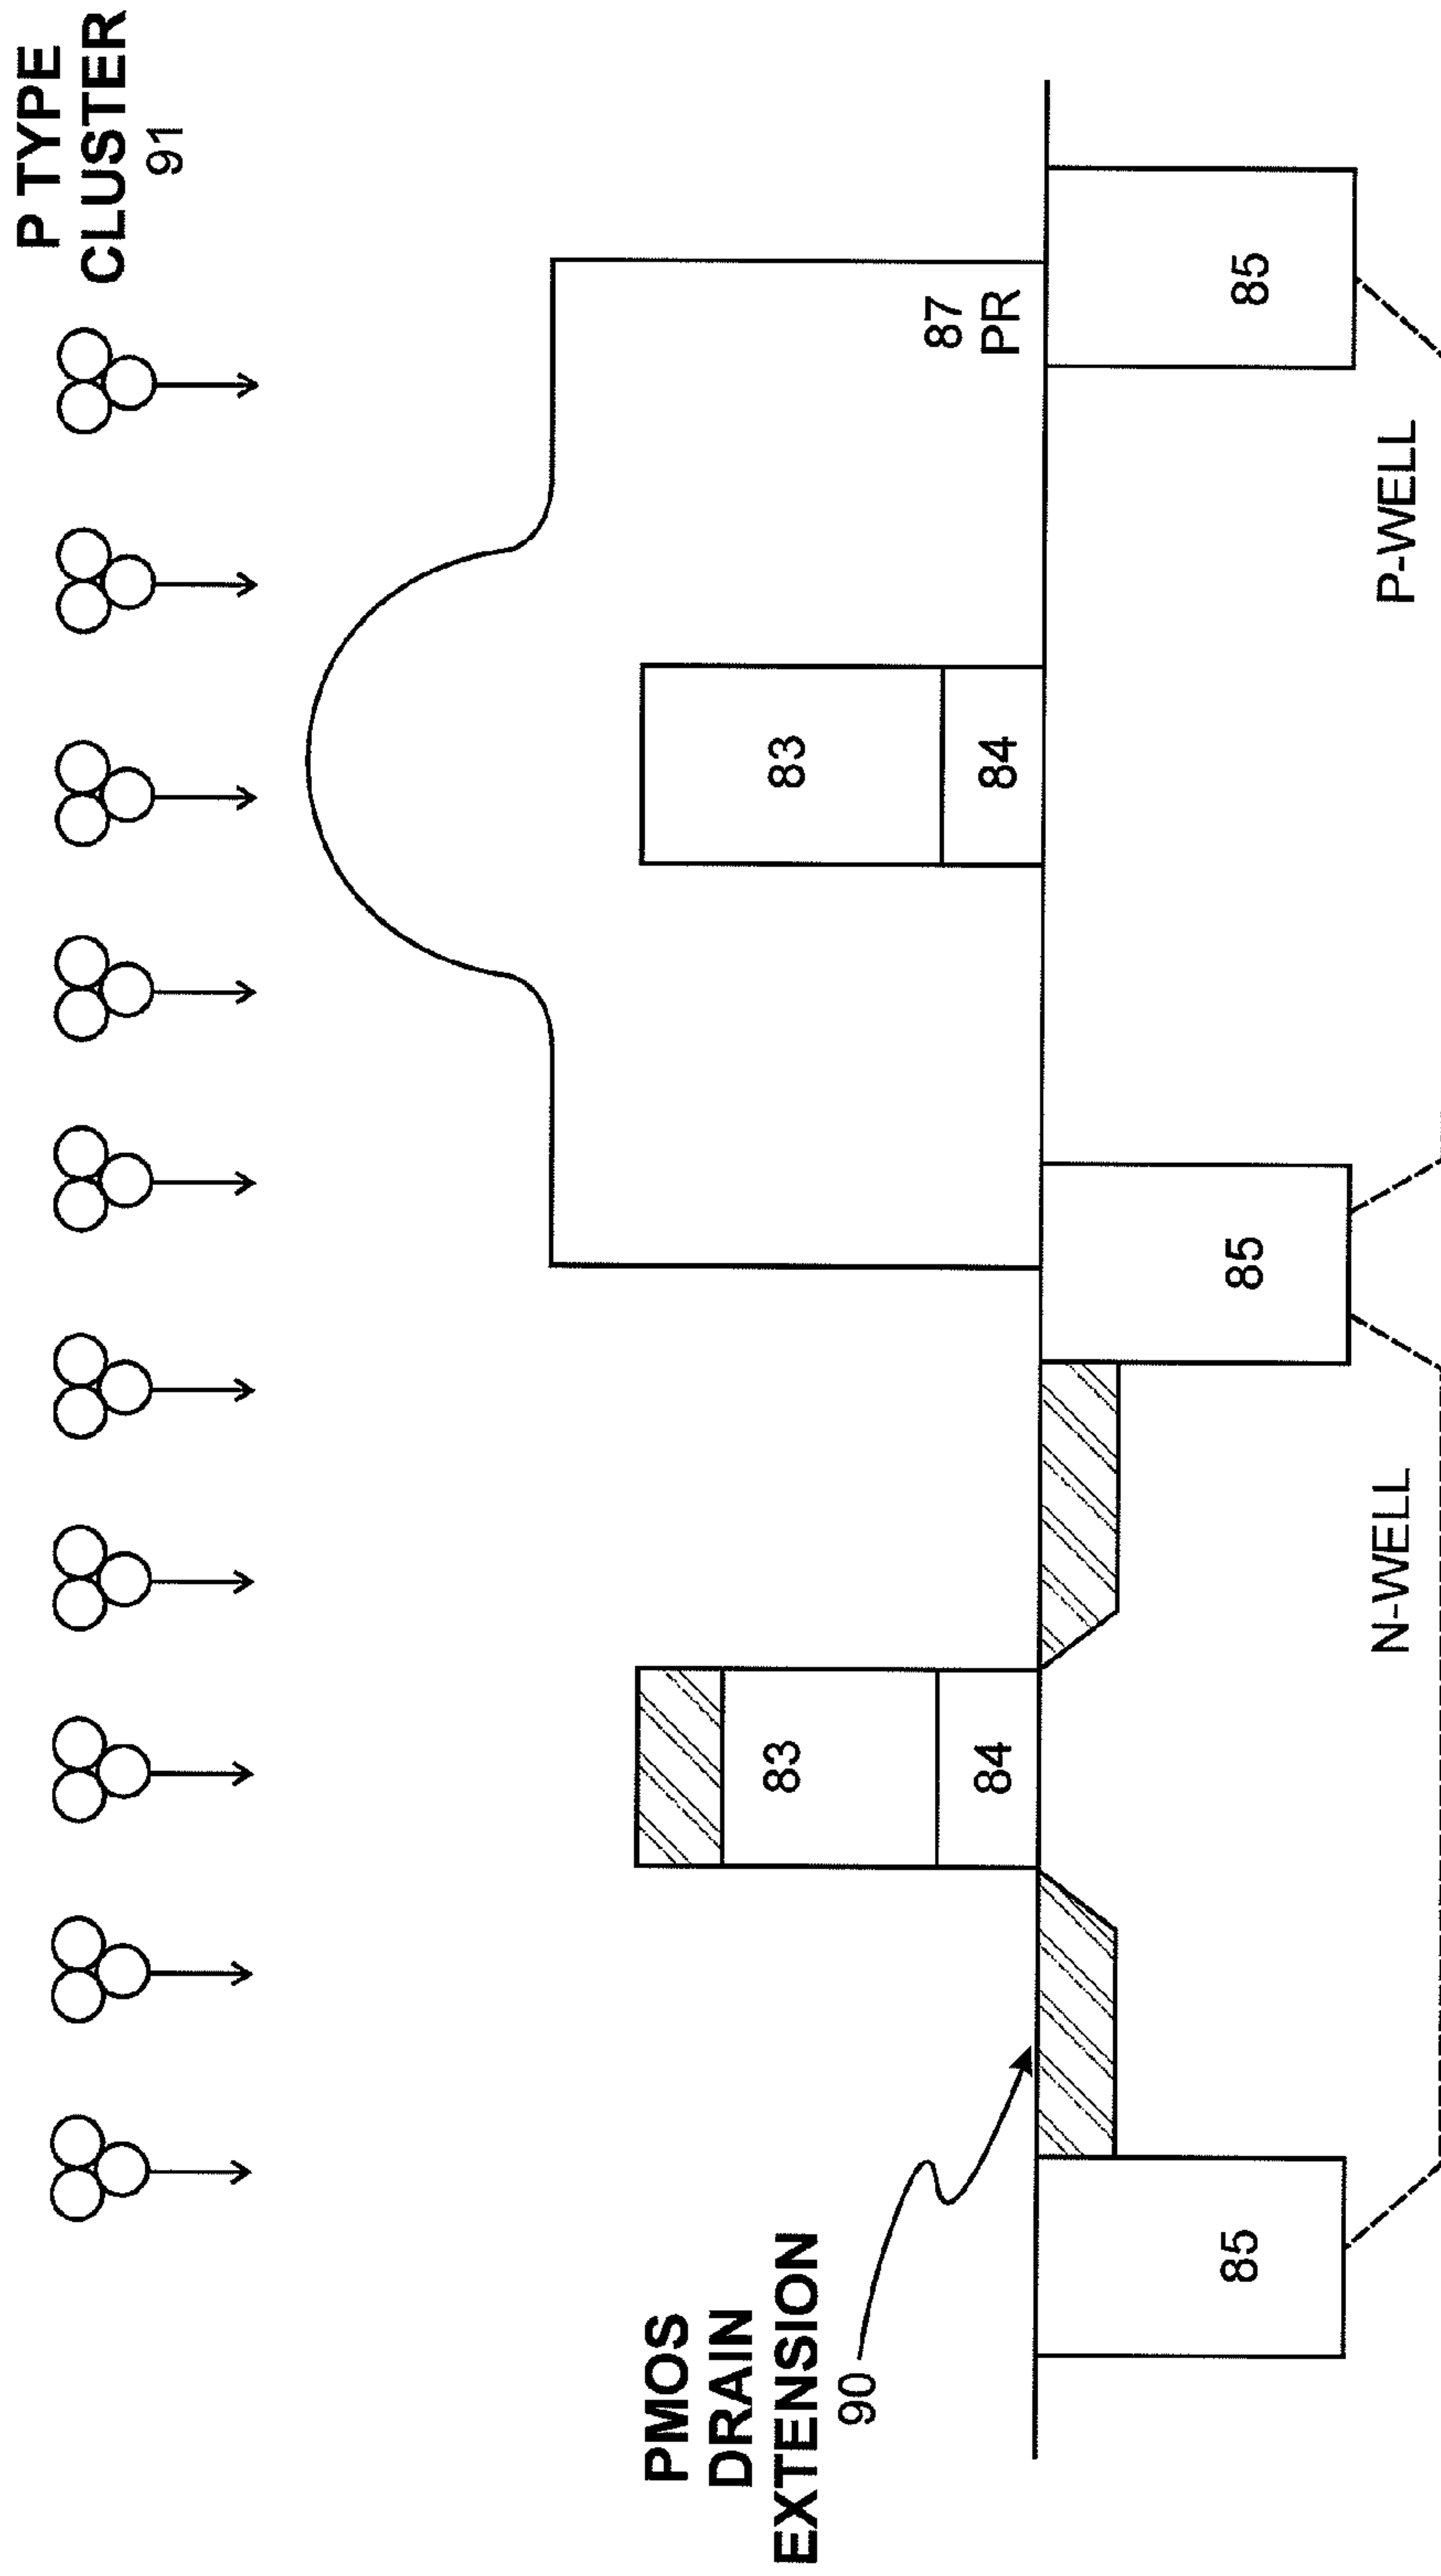 P TYPE
CLUSTER
91
PMOS
DRAIN
EXTENSION
90
83
84
83
84
87
PR
85
85
85
N-WELL
P-WELL